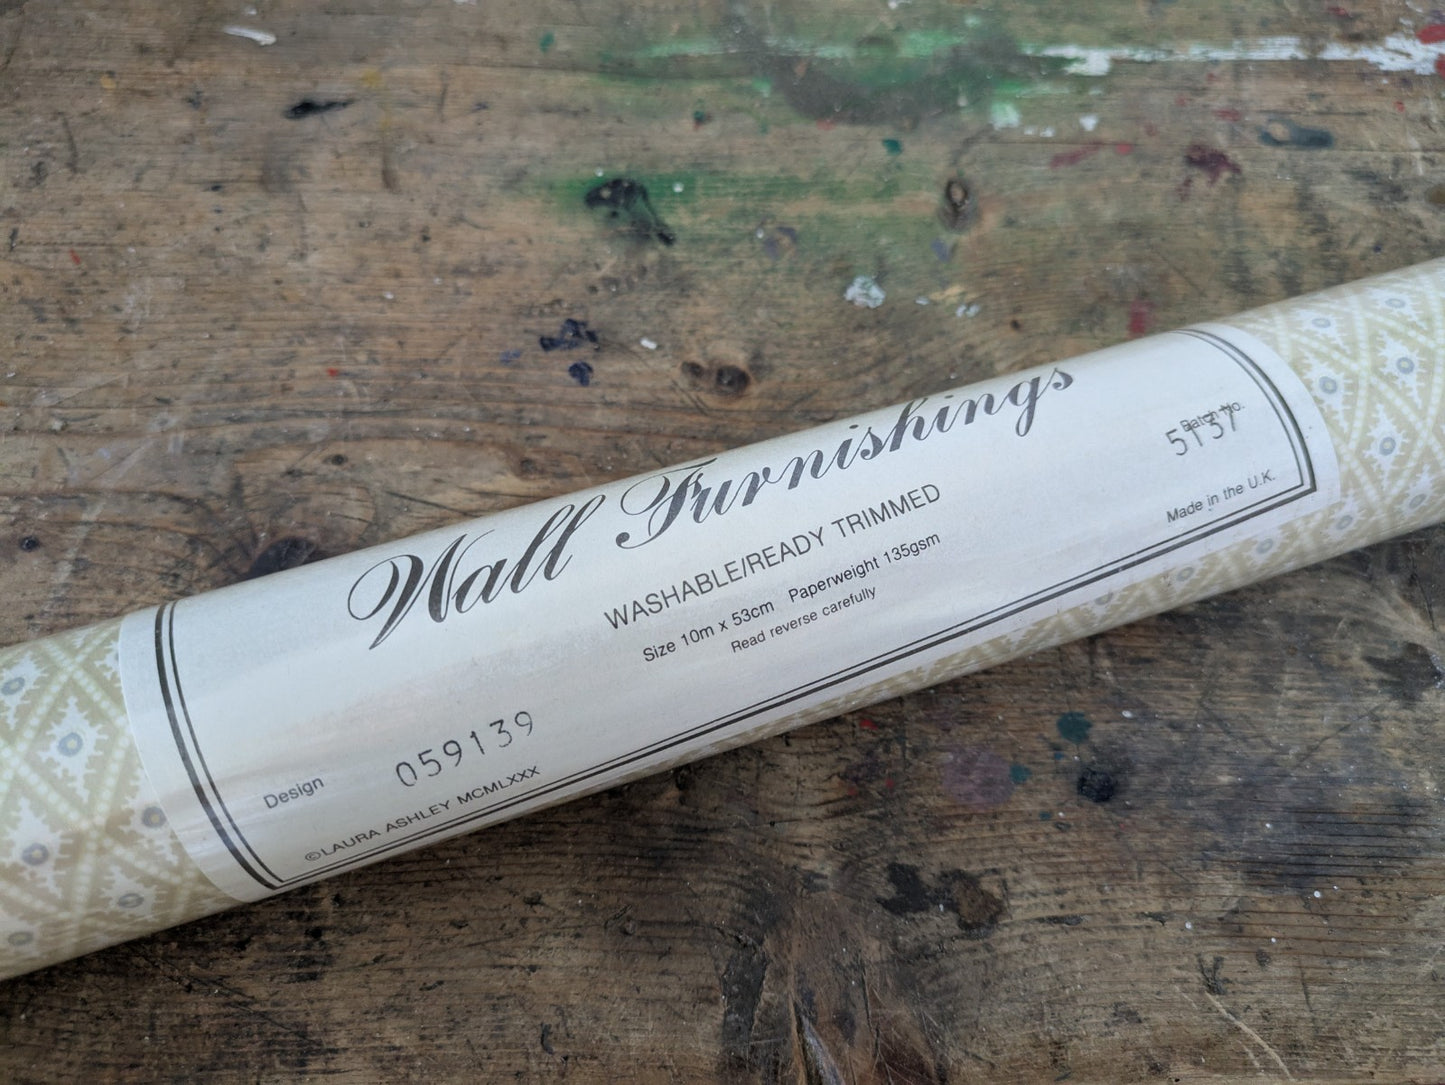 Wall Furnishings
WASHABLE/READY TRIMMED
Size 10m x 53cm Paperweight 135gsm
Read reverse carefully
Batch No.
5137
Made in the U.K.
Design 059139
©LAURA ASHLEY MCMLXXX